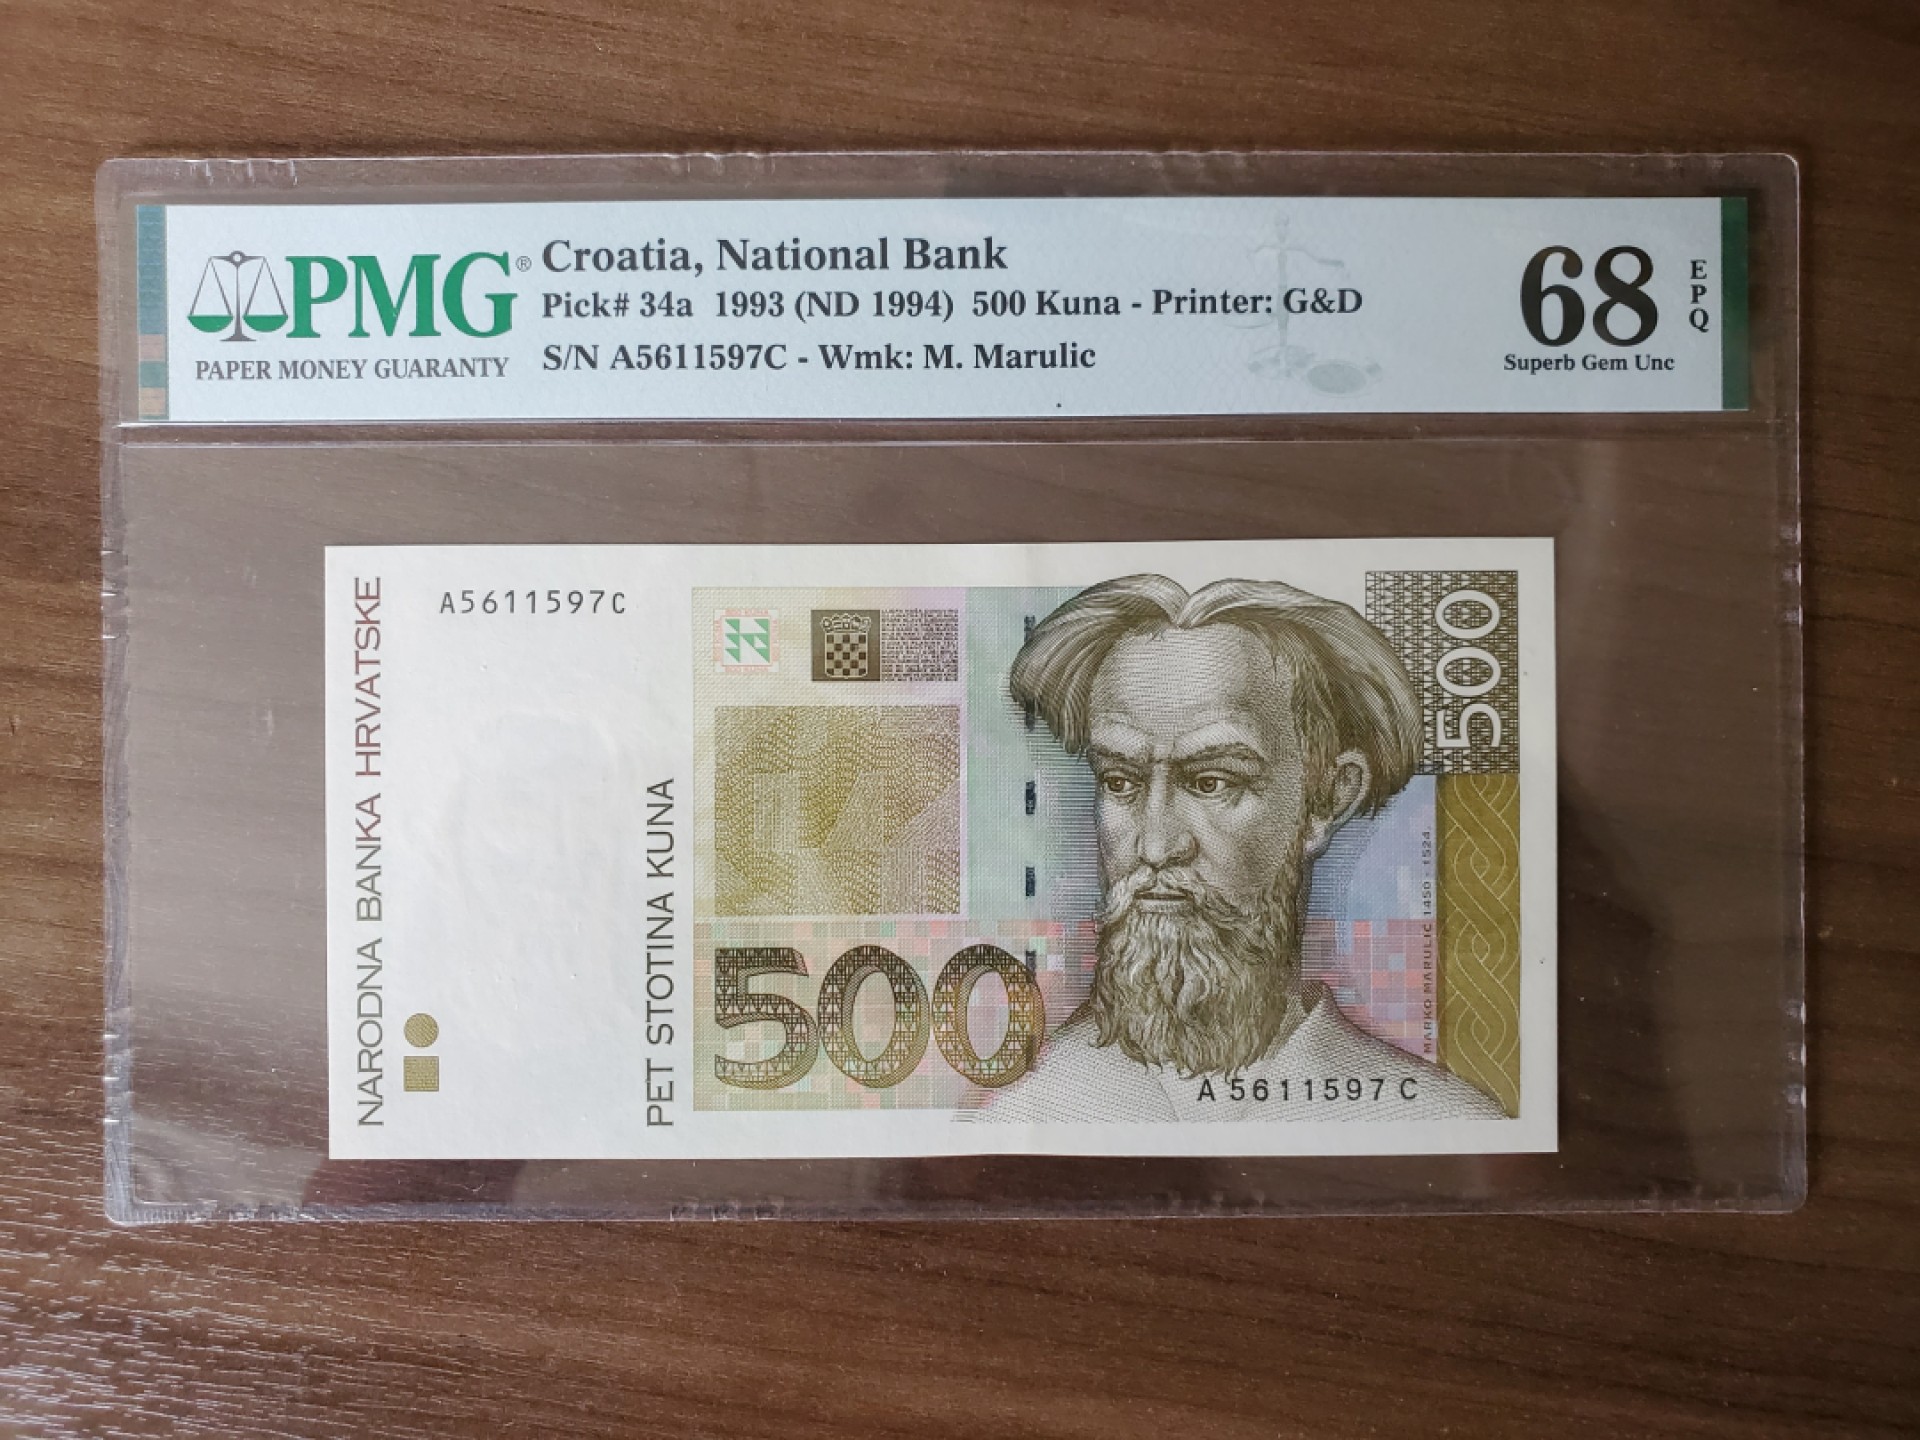 PMG®
PAPER MONEY GUARANTY
Croatia, National Bank
Pick# 34a 1993 (ND 1994) 500 Kuna - Printer: G&D
S/N A5611597C - Wmk: M. Marulic
68
EPQ
Superb Gem Unc
NARODNA BANKA HRVATSKE
A5611597C
PET STOTINA KUNA
500
500
MARKO MARULIĆ 1450 - 1524.
A5611597C